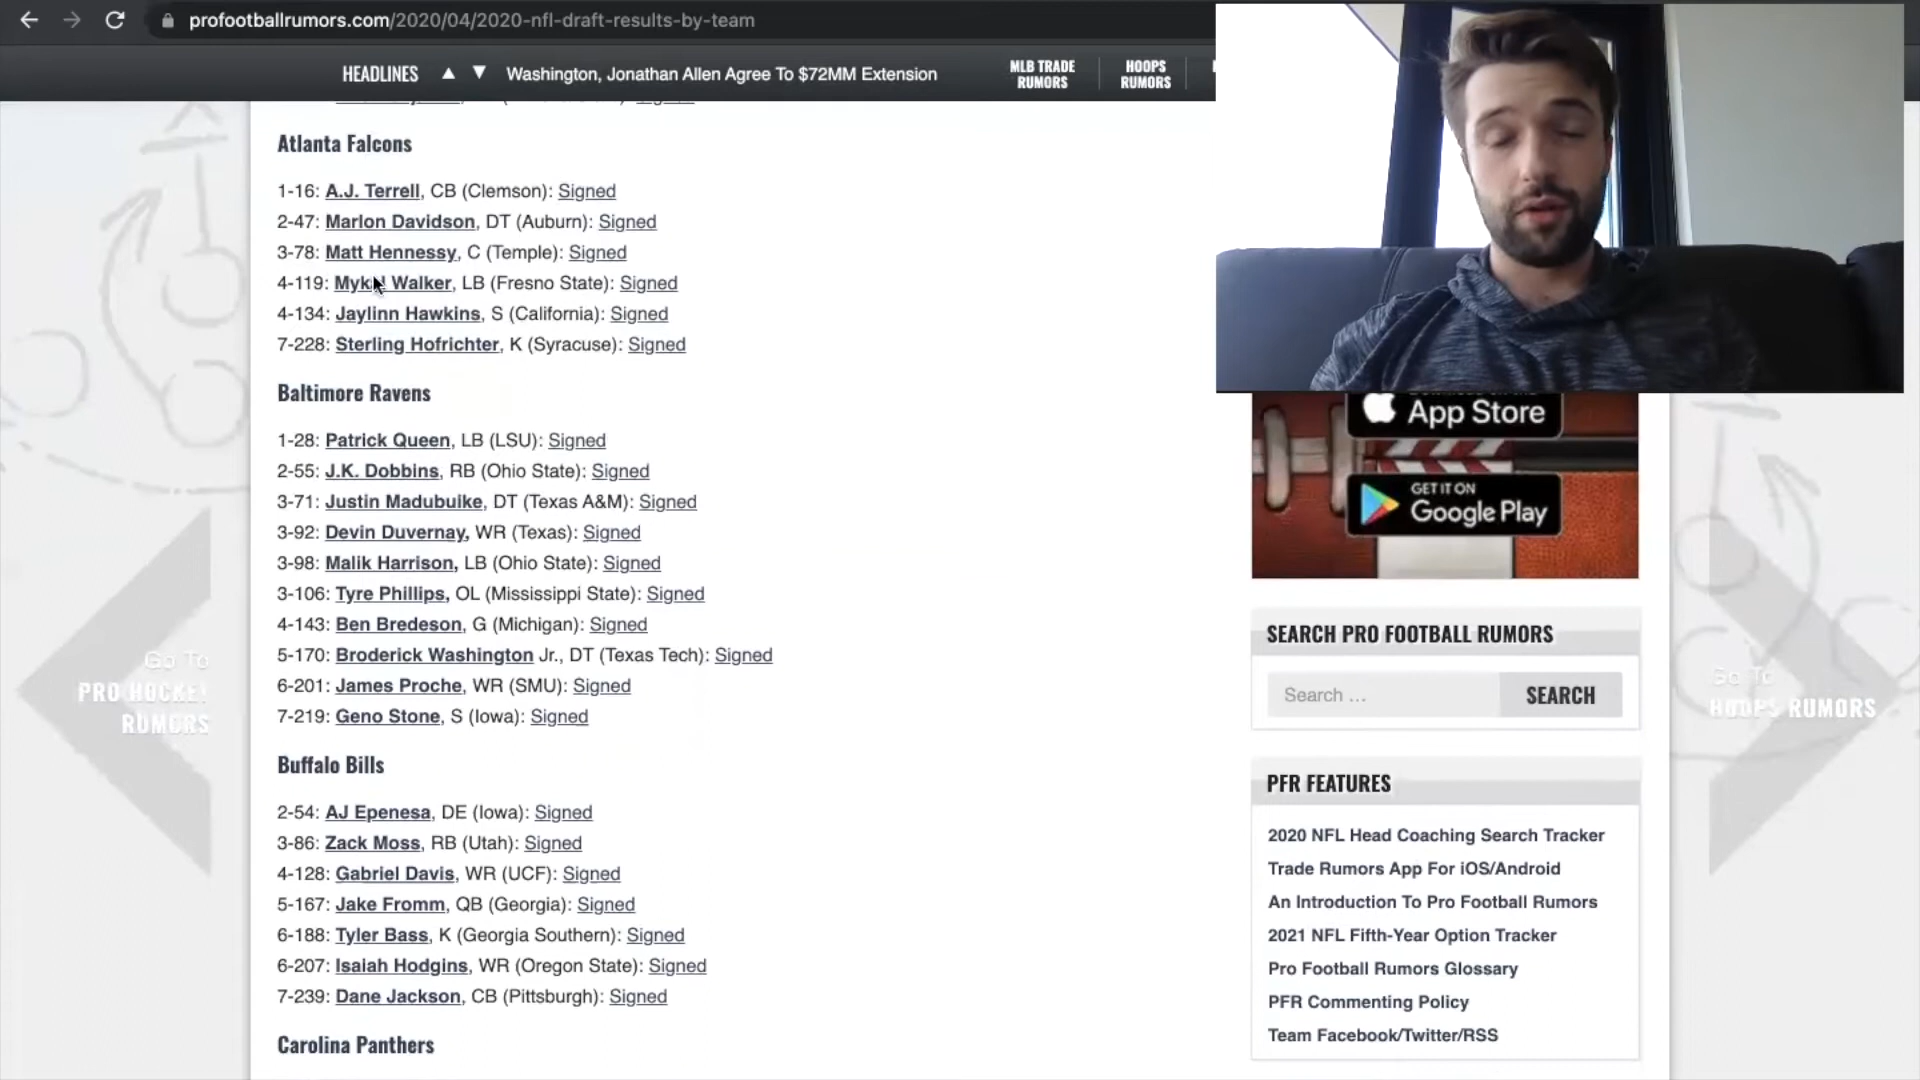 profootballrumors.com/2020/04/2020-nfl-draft-results-by-team
HEADLINES ▲ ▼ Washington, Jonathan Allen Agree To $72MM Extension
MLB TRADE
RUMORS
HOOPS
RUMORS
Atlanta Falcons
1-16: A.J. Terrell, CB (Clemson): Signed
2-47: Marlon Davidson, DT (Auburn): Signed
3-78: Matt Hennessy, C (Temple): Signed
4-119: Mykal Walker, LB (Fresno State): Signed
4-134: Jaylinn Hawkins, S (California): Signed
7-228: Sterling Hofrichter, K (Syracuse): Signed
Baltimore Ravens
1-28: Patrick Queen, LB (LSU): Signed
2-55: J.K. Dobbins, RB (Ohio State): Signed
3-71: Justin Madubuike, DT (Texas A&M): Signed
3-92: Devin Duvernay, WR (Texas): Signed
3-98: Malik Harrison, LB (Ohio State): Signed
3-106: Tyre Phillips, OL (Mississippi State): Signed
4-143: Ben Bredeson, G (Michigan): Signed
5-170: Broderick Washington Jr., DT (Texas Tech): Signed
6-201: James Proche, WR (SMU): Signed
7-219: Geno Stone, S (Iowa): Signed
Buffalo Bills
2-54: AJ Epenesa, DE (Iowa): Signed
3-86: Zack Moss, RB (Utah): Signed
4-128: Gabriel Davis, WR (UCF): Signed
5-167: Jake Fromm, QB (Georgia): Signed
6-188: Tyler Bass, K (Georgia Southern): Signed
6-207: Isaiah Hodgins, WR (Oregon State): Signed
7-239: Dane Jackson, CB (Pittsburgh): Signed
Carolina Panthers
Go To
PRO HOCKEY
RUMORS
App Store
GET IT ON
Google Play
SEARCH PRO FOOTBALL RUMORS
Search ...
SEARCH
PFR FEATURES
2020 NFL Head Coaching Search Tracker
Trade Rumors App For iOS/Android
An Introduction To Pro Football Rumors
2021 NFL Fifth-Year Option Tracker
Pro Football Rumors Glossary
PFR Commenting Policy
Team Facebook/Twitter/RSS
Go To
HOOPS RUMORS